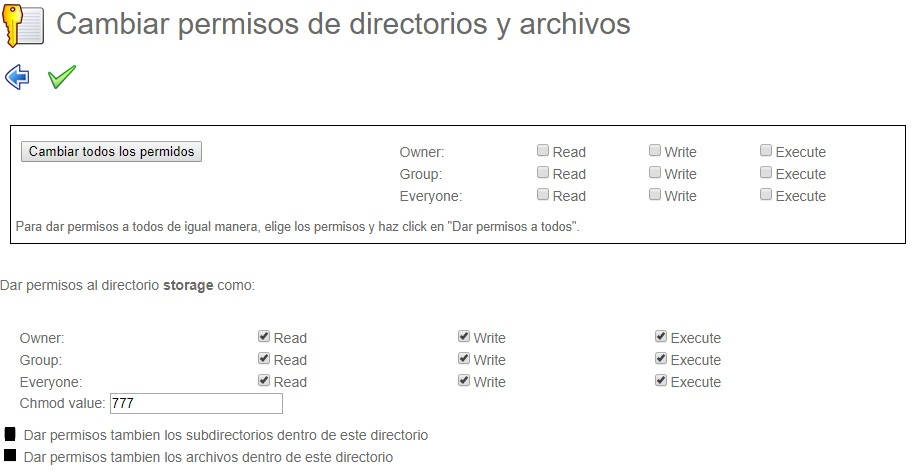 Cambiar permisos de directorios y archivos
Cambiar todos los permidos
Owner: Read Write Execute
Group: Read Write Execute
Everyone: Read Write Execute
Para dar permisos a todos de igual manera, elige los permisos y haz click en "Dar permisos a todos".
Dar permisos al directorio storage como:
Owner: Read Write Execute
Group: Read Write Execute
Everyone: Read Write Execute
Chmod value: 777
Dar permisos tambien los subdirectorios dentro de este directorio
Dar permisos tambien los archivos dentro de este directorio